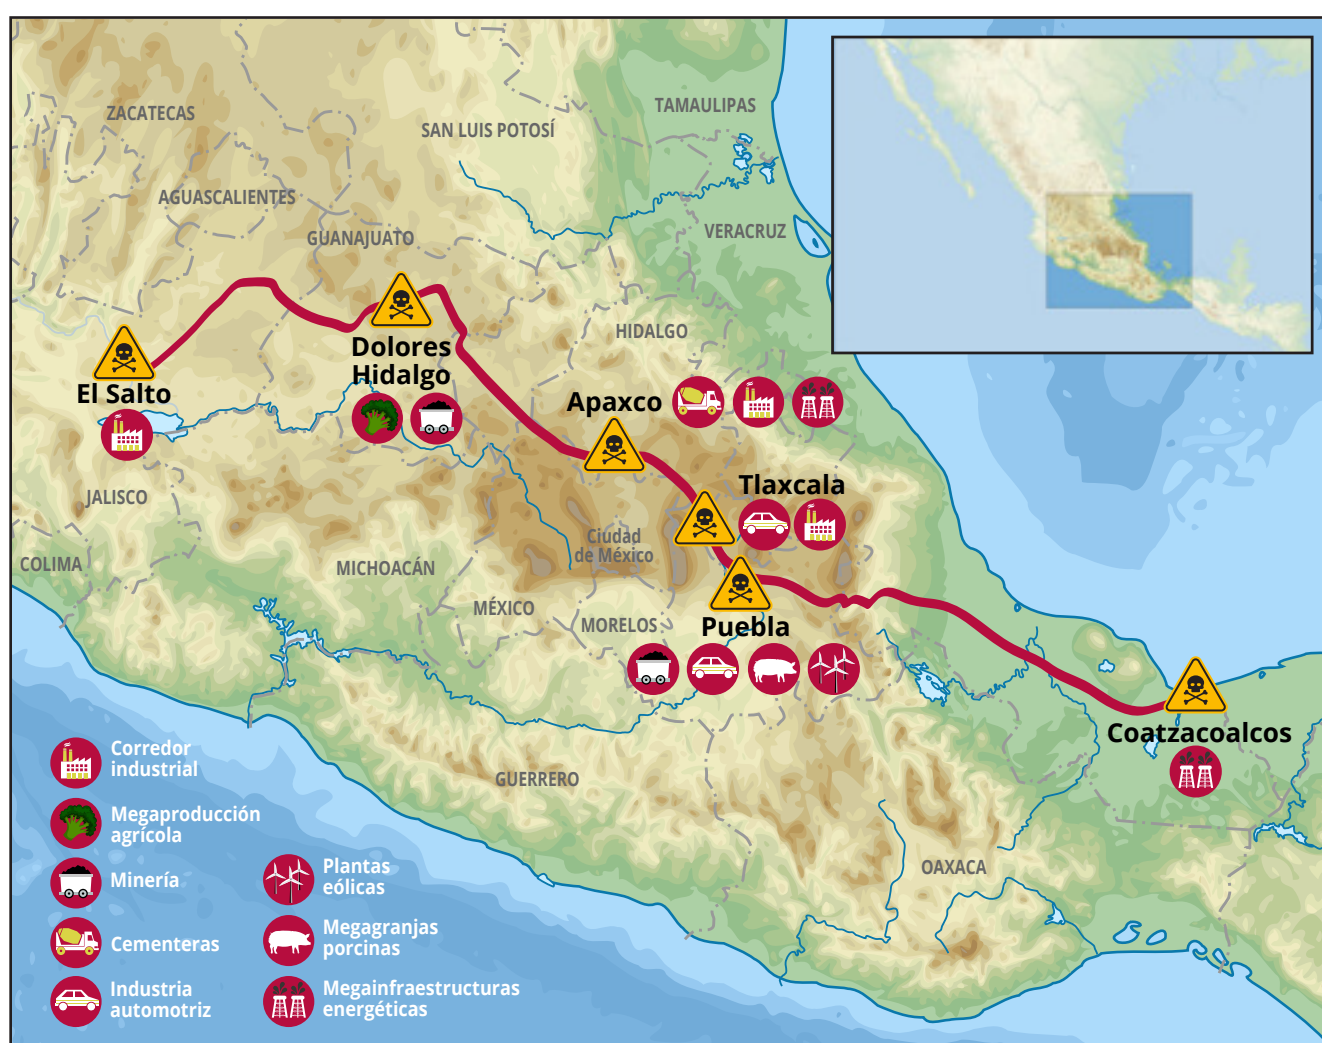 ZACATECAS
SAN LUIS POTOSÍ
TAMAULIPAS
AGUASCALIENTES
GUANAJUATO
VERACRUZ
HIDALGO
Dolores
Hidalgo
El Salto
Apaxco
JALISCO
Tlaxcala
Ciudad
de México
COLIMA
MICHOACÁN
MÉXICO
MORELOS
Puebla
Coatzacoalcos
GUERRERO
OAXACA
Corredor
industrial
Megaproducción
agrícola
Minería
Cementeras
Industria
automotriz
Plantas
eólicas
Megagranjas
porcinas
Megainfraestructuras
energéticas